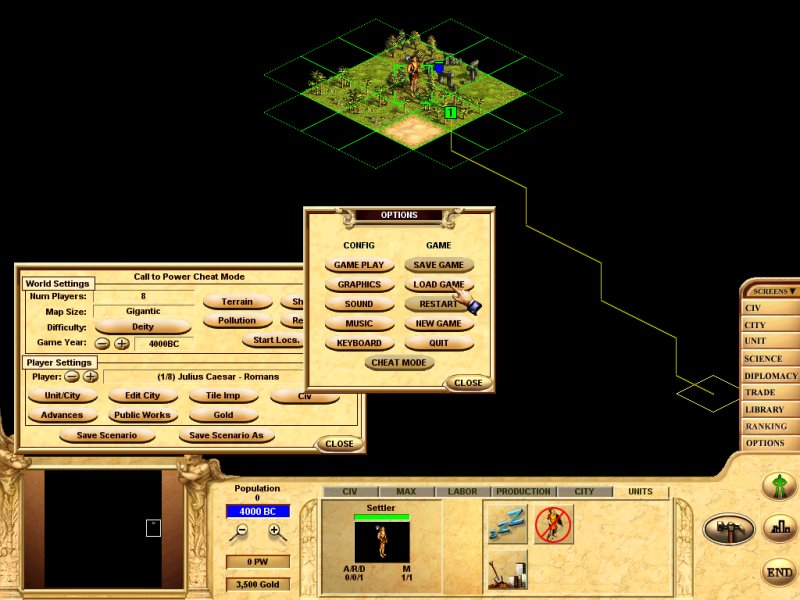 1
OPTIONS
CONFIG GAME
GAME PLAY SAVE GAME
GRAPHICS LOAD GAME
SOUND RESTART
MUSIC NEW GAME
KEYBOARD QUIT
CHEAT MODE
CLOSE
Call to Power Cheat Mode
World Settings
Num Players: 8 Terrain Sh
Map Size: Gigantic
Difficulty: Deity Pollution Re
Game Year: 4000BC Start Locs.
Player Settings
Player: (1/8) Julius Caesar - Romans
Unit/City Edit City Tile Imp Civ
Advances Public Works Gold
Save Scenario Save Scenario As CLOSE
SCREENS
CIV
CITY
UNIT
SCIENCE
DIPLOMACY
TRADE
LIBRARY
RANKING
OPTIONS
Population
0
4000 BC
0 PW
3,500 Gold
CIV MAX LABOR PRODUCTION CITY UNITS
Settler
A/R/D M
0/0/1 1/1
ZZZ
END